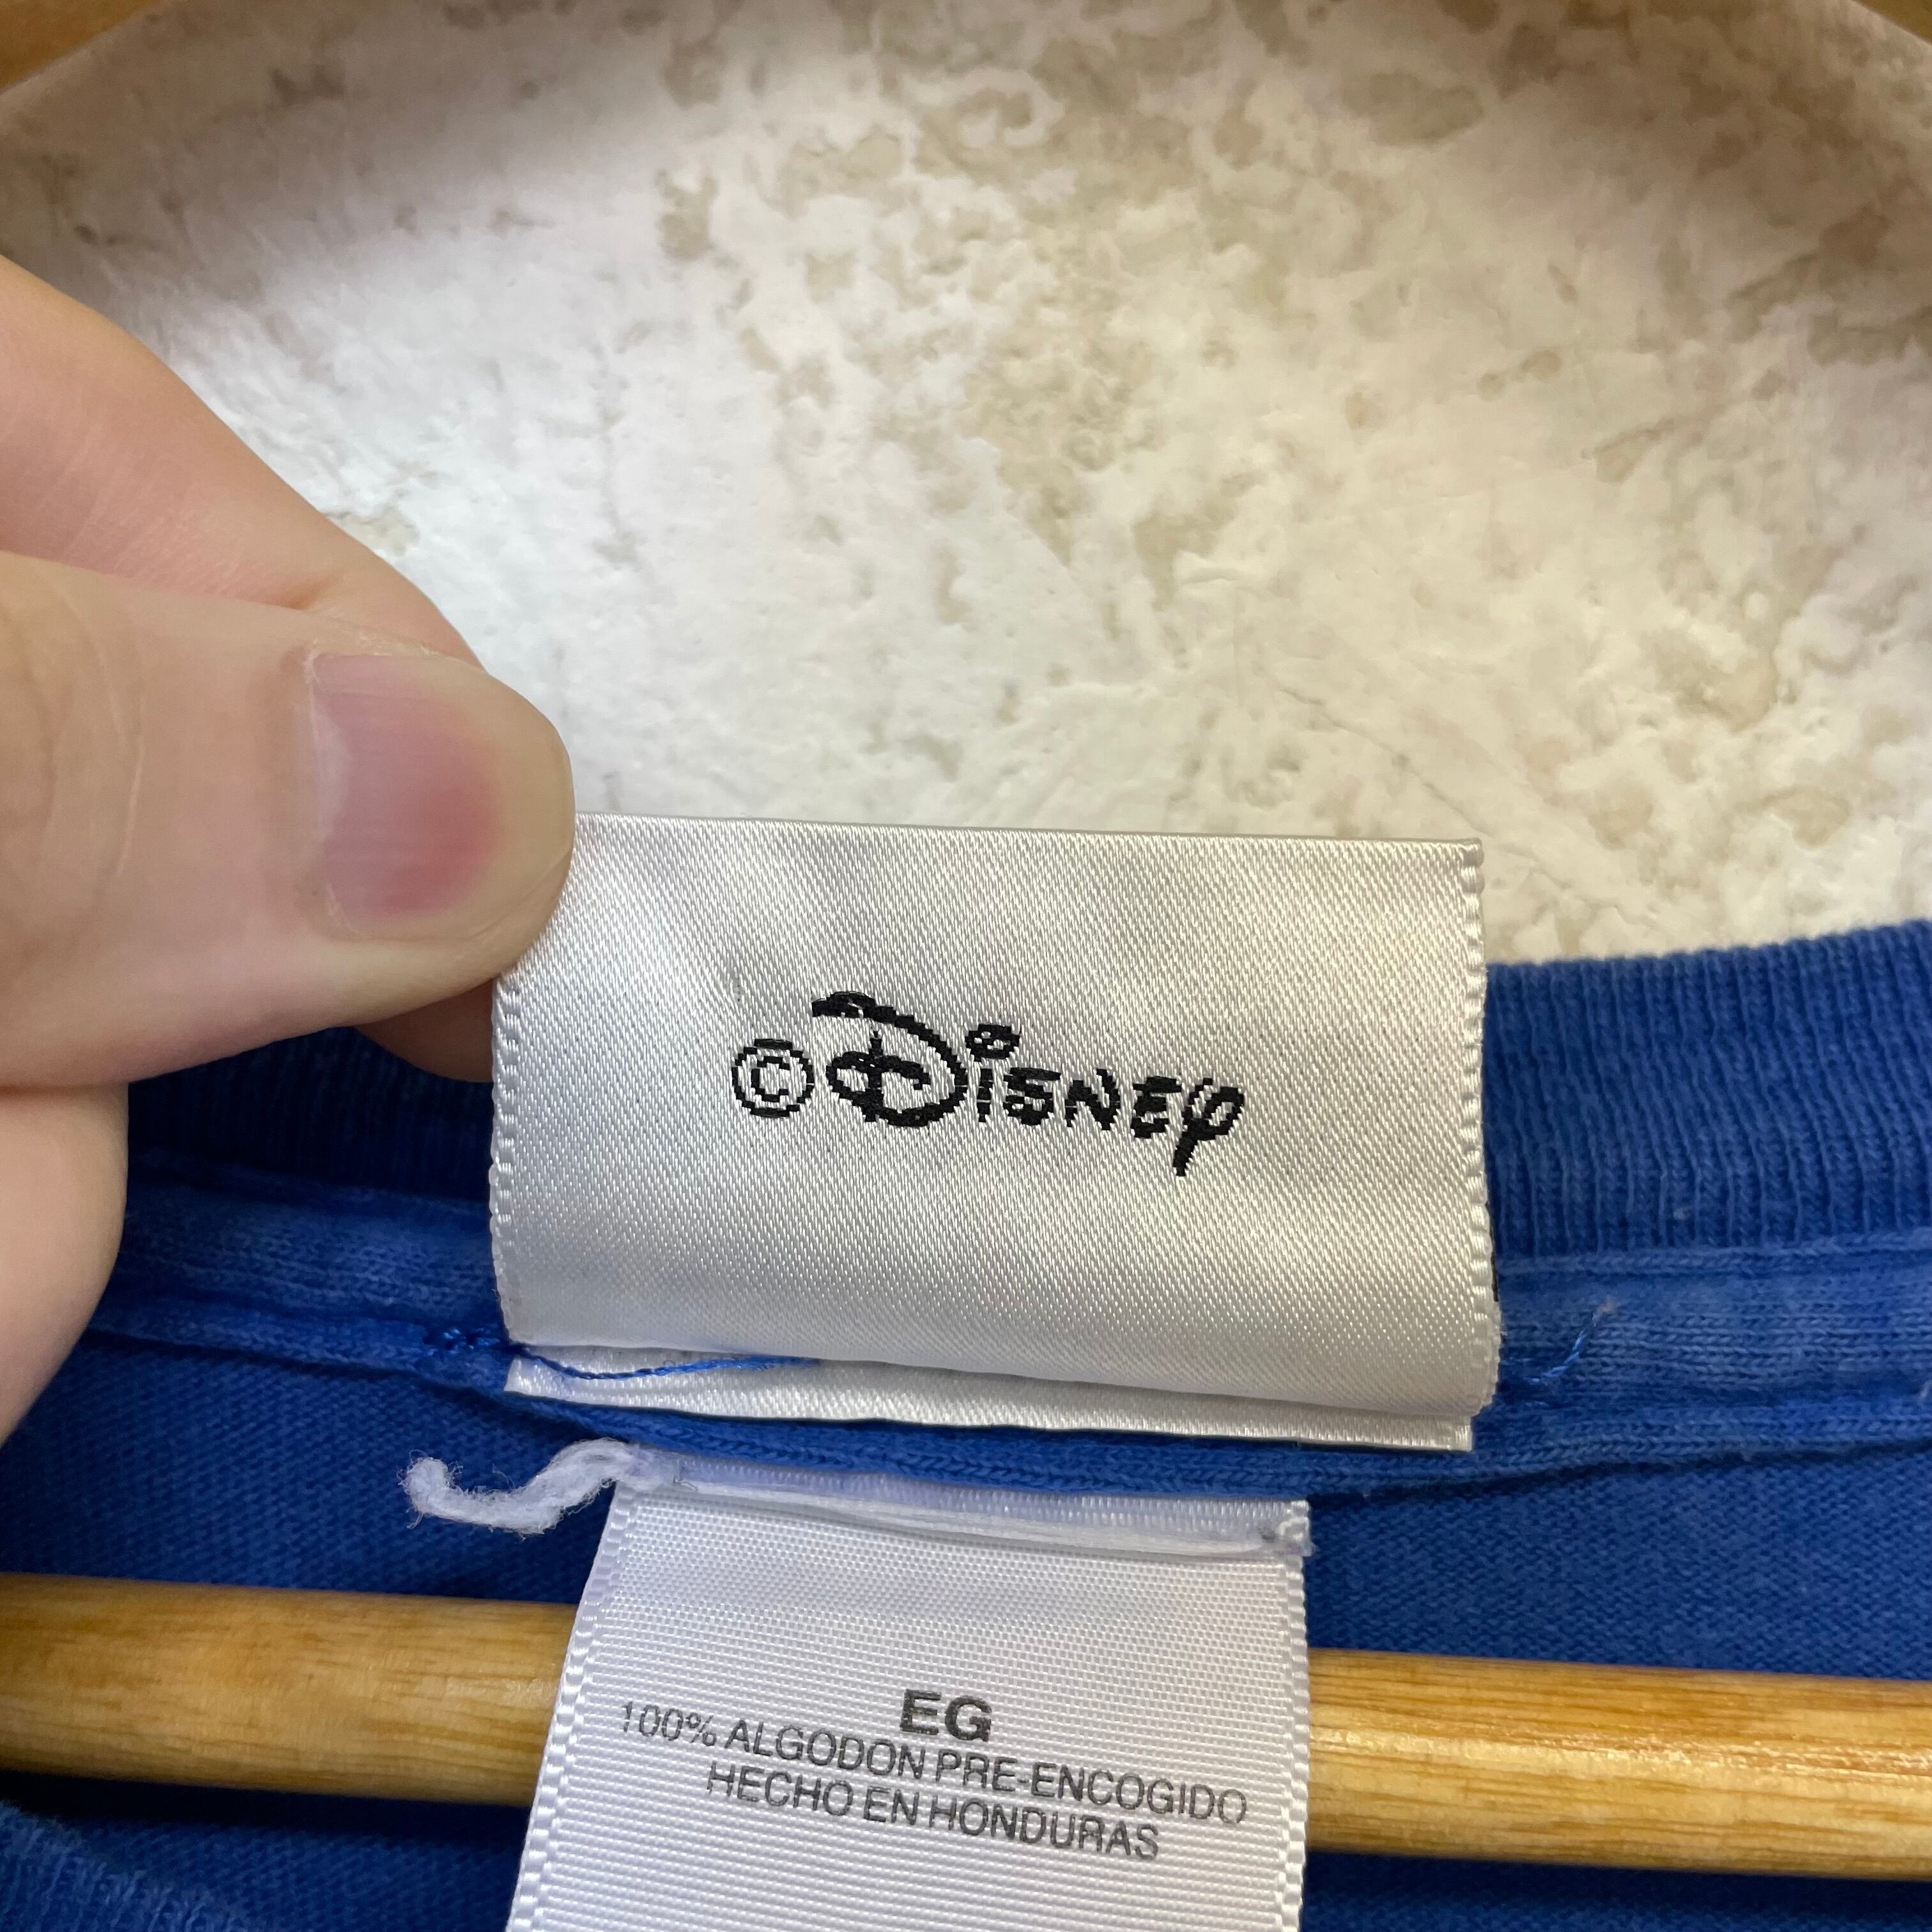 ©Disney
EG
100% ALGODON PRE-ENCOGIDO
HECHO EN HONDURAS